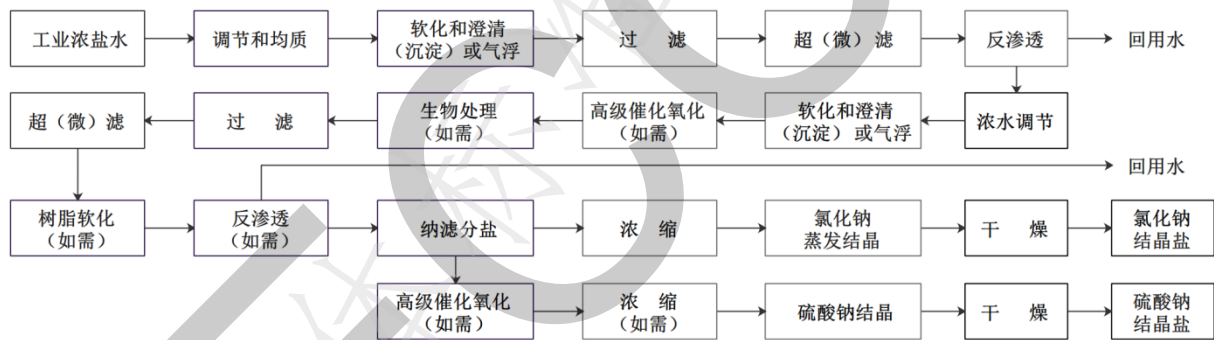 工业浓盐水
调节和均质
软化和澄清
（沉淀）或气浮
过 滤
超（微）滤
反渗透
回用水
超（微）滤
过 滤
生物处理
（如需）
高级催化氧化
（如需）
软化和澄清
（沉淀）或气浮
浓水调节
回用水
树脂软化
（如需）
反渗透
（如需）
纳滤分盐
浓 缩
氯化钠
蒸发结晶
干 燥
氯化钠
结晶盐
高级催化氧化
（如需）
浓 缩
（如需）
硫酸钠结晶
干 燥
硫酸钠
结晶盐